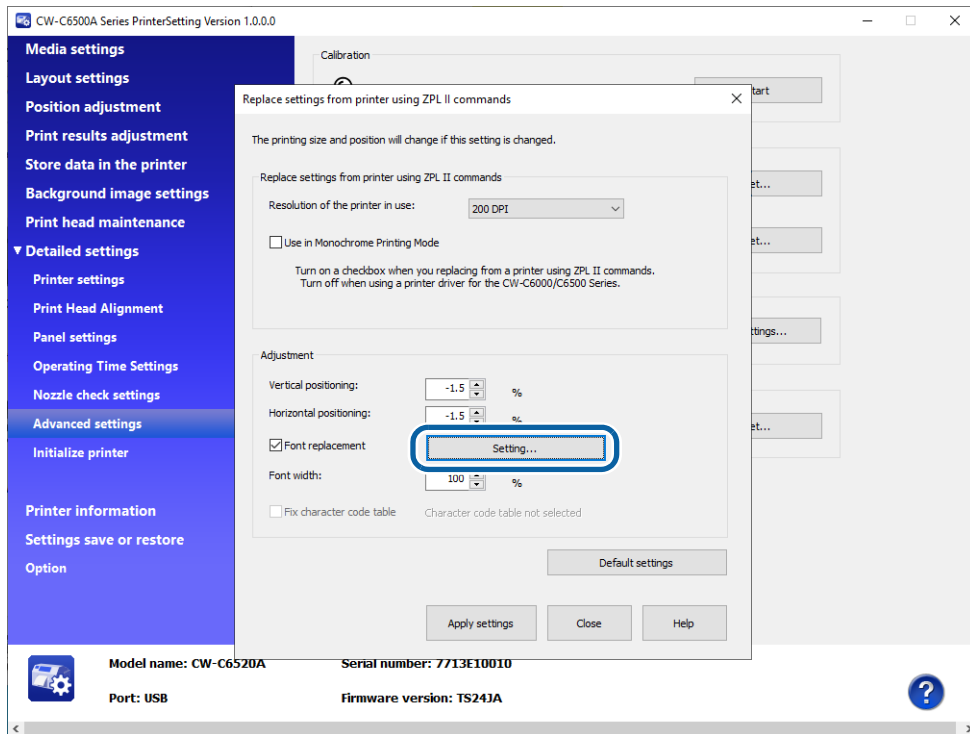 CW-C6500A Series PrinterSetting Version 1.0.0.0
Media settings
Layout settings
Position adjustment
Print results adjustment
Store data in the printer
Background image settings
Print head maintenance
▼ Detailed settings
Printer settings
Print Head Alignment
Panel settings
Operating Time Settings
Nozzle check settings
Advanced settings
Initialize printer
Printer information
Settings save or restore
Option
Calibration
tart
et...
et...
ttings...
et...
Replace settings from printer using ZPL II commands
The printing size and position will change if this setting is changed.
Replace settings from printer using ZPL II commands
Resolution of the printer in use: 200 DPI
Use in Monochrome Printing Mode
Turn on a checkbox when you replacing from a printer using ZPL II commands.
Turn off when using a printer driver for the CW-C6000/C6500 Series.
Adjustment
Vertical positioning: -1.5 %
Horizontal positioning: -1.5 %
Font replacement Setting...
Font width: 100 %
Fix character code table Character code table not selected
Default settings
Apply settings Close Help
Model name: CW-C6520A Serial number: 7713E10010
Port: USB Firmware version: TS24JA
?